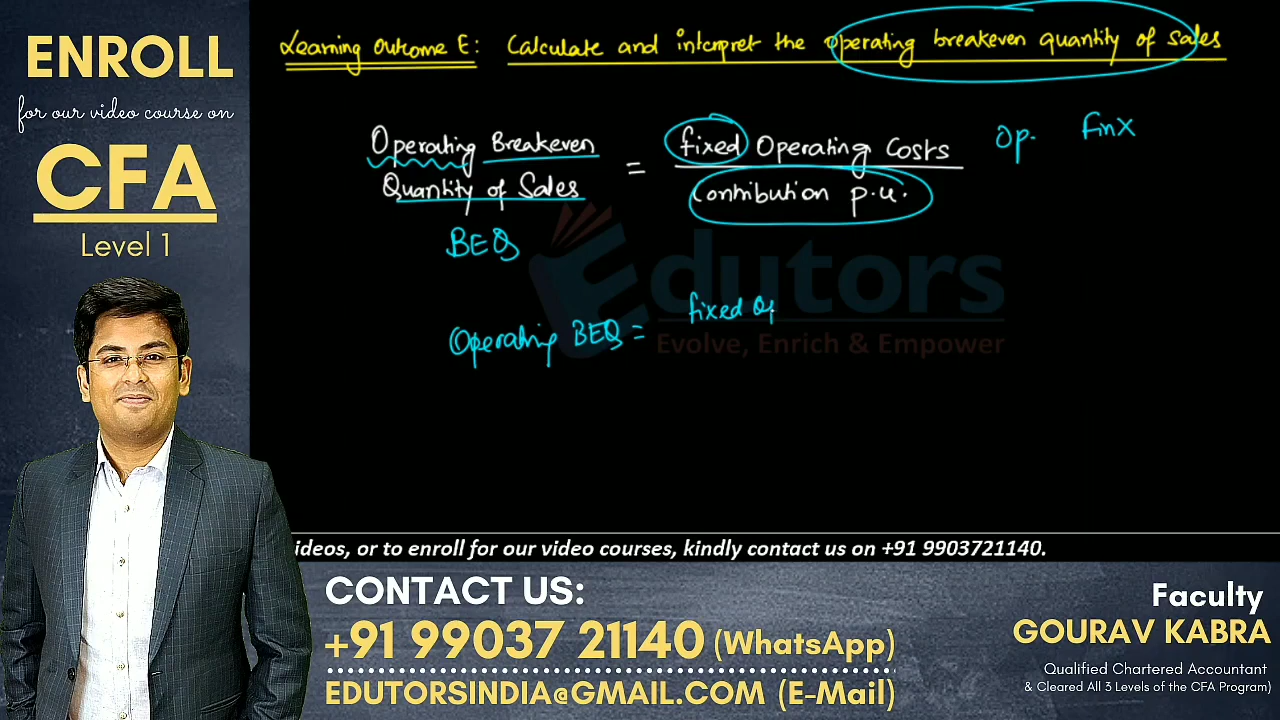 ENROLL
for our video course on
CFA
Level 1
Learning Outcome E: Calculate and interpret the operating breakeven quantity of sales
Operating Breakeven
Quantity of Sales
=
fixed Operating Costs
Contribution p.u.
Op. Fin X
BEQ
Operating BEQ =
fixed Op
Edutors
Evolve, Enrich & Empower
ideos, or to enroll for our video courses, kindly contact us on +91 9903721140.
CONTACT US:
+91 99037 21140 (WhatsApp)
EDUTORSINDIA@GMAIL.COM (E-Mail)
Faculty
GOURAV KABRA
Qualified Chartered Accountant
& Cleared All 3 Levels of the CFA Program)